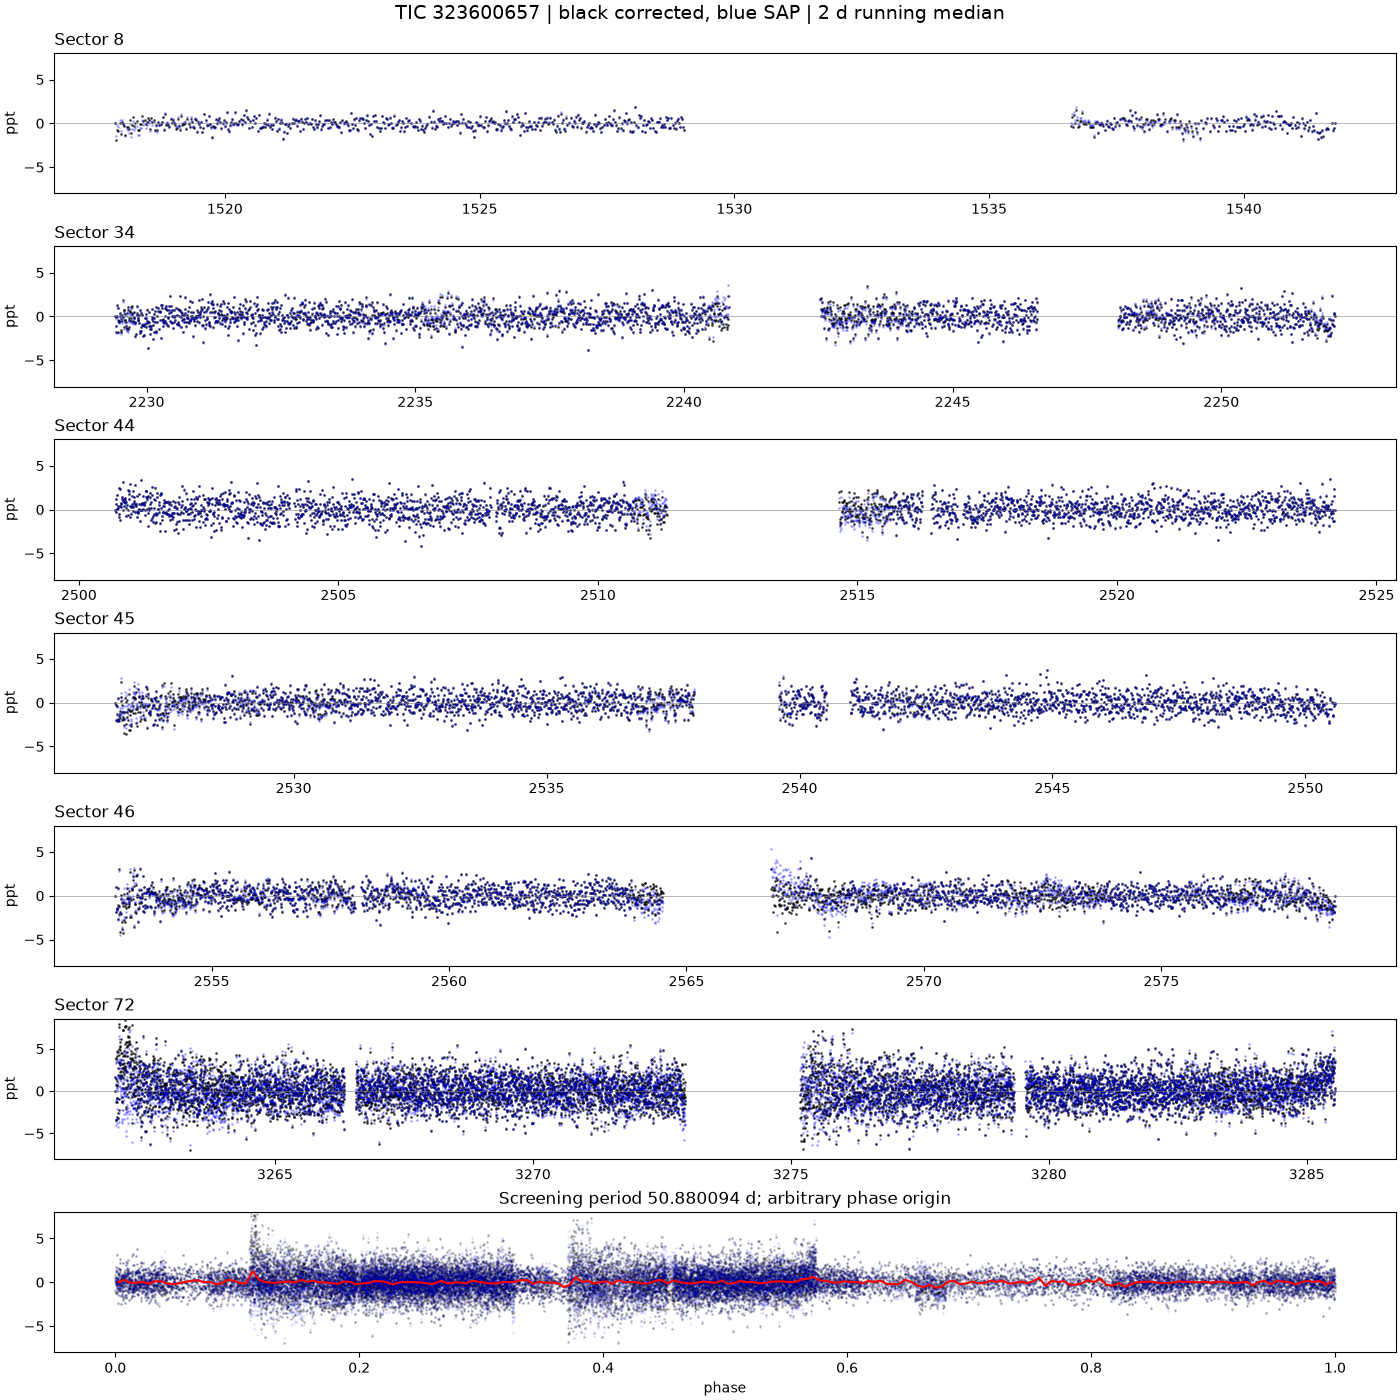 TIC 323600657 | black corrected, blue SAP | 2 d running median
Sector 8
ppt
5
0
−5
1520 1525 1530 1535 1540
Sector 34
ppt
5
0
−5
2230 2235 2240 2245 2250
Sector 44
ppt
5
0
−5
2500 2505 2510 2515 2520 2525
Sector 45
ppt
5
0
−5
2530 2535 2540 2545 2550
Sector 46
ppt
5
0
−5
2555 2560 2565 2570 2575
Sector 72
ppt
5
0
−5
3265 3270 3275 3280 3285
Screening period 50.880094 d; arbitrary phase origin
ppt
5
0
−5
0.0 0.2 0.4 0.6 0.8 1.0
phase